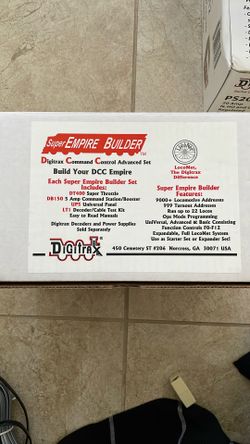 Super EMPIRE BUILDER
TM
Digitrax Command Control Advanced Set
Build Your DCC Empire
Each Super Empire Builder Set
Includes:
DT400 Super Throttle
DB150 5 Amp Command Station/Booster
UP5 Universal Panel
LT1 Decoder/Cable Test Kit
Easy to Read Manuals
Digitrax Decoders and Power Supplies
Sold Separately
LocoNet,
The Digitrax
Difference
Super Empire Builder
Features:
9000+ Locomotive Addresses
999 Turnout Addresses
Run up to 22 Locos
Ops Mode Programming
UniVersal, Advanced & Basic Consisting
Function Controls F0-F12
Expandable, Full LocoNet System
Use as Starter Set or Expander Set!
Digitrax
450 Cemetery ST #206 Norcross, GA 30071 USA